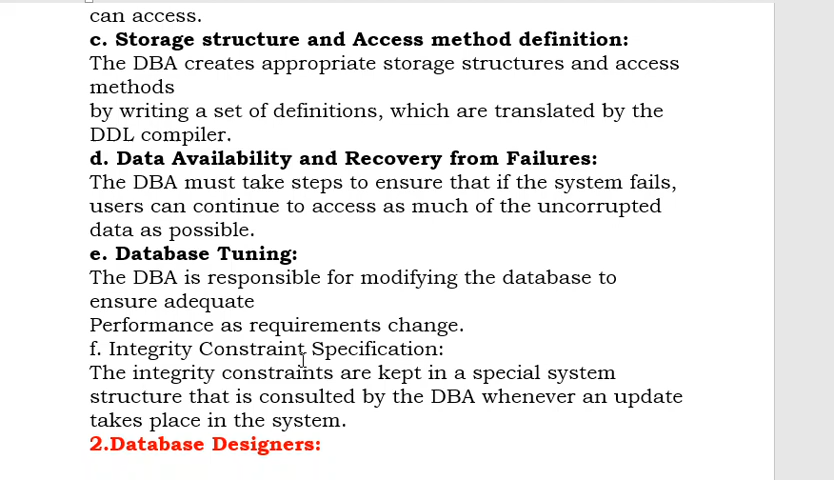 can access.
c. Storage structure and Access method definition:
The DBA creates appropriate storage structures and access
methods
by writing a set of definitions, which are translated by the
DDL compiler.
d. Data Availability and Recovery from Failures:
The DBA must take steps to ensure that if the system fails,
users can continue to access as much of the uncorrupted
data as possible.
e. Database Tuning:
The DBA is responsible for modifying the database to
ensure adequate
Performance as requirements change.
f. Integrity Constraint Specification:
The integrity constraints are kept in a special system
structure that is consulted by the DBA whenever an update
takes place in the system.
2.Database Designers: